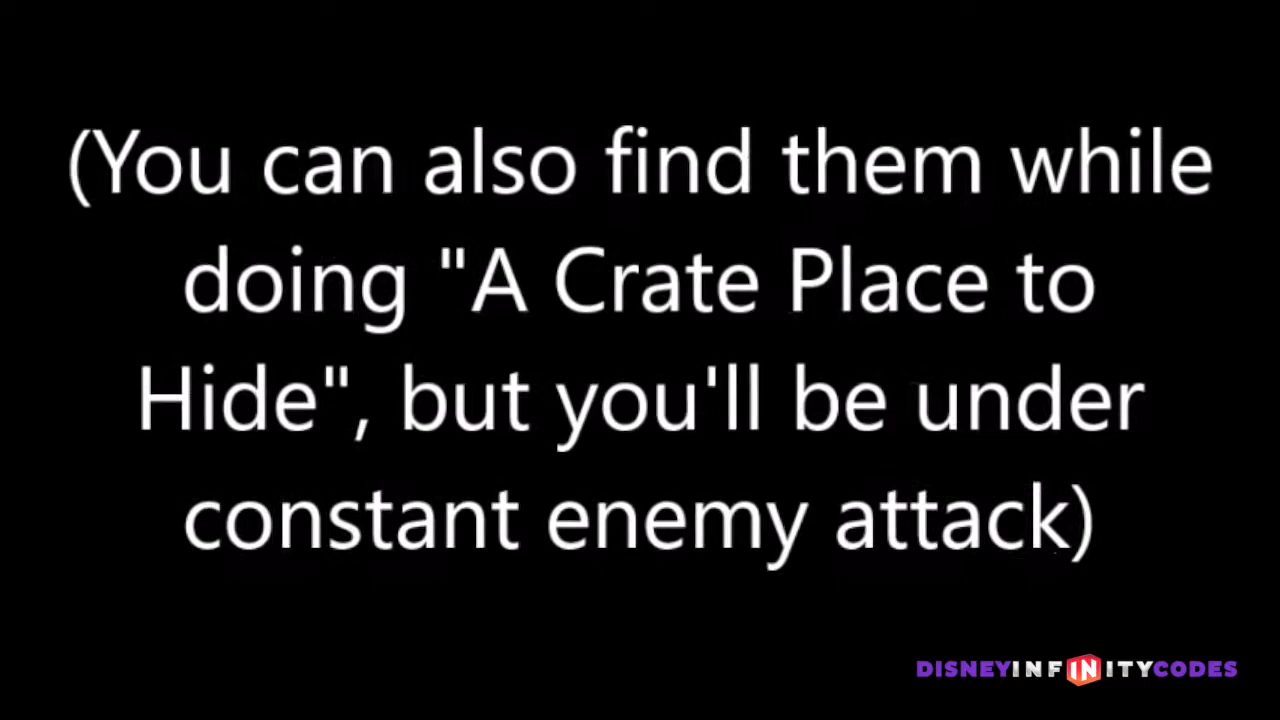 (You can also find them while
doing "A Crate Place to
Hide", but you'll be under
constant enemy attack)
DISNEYINFINITYCODES